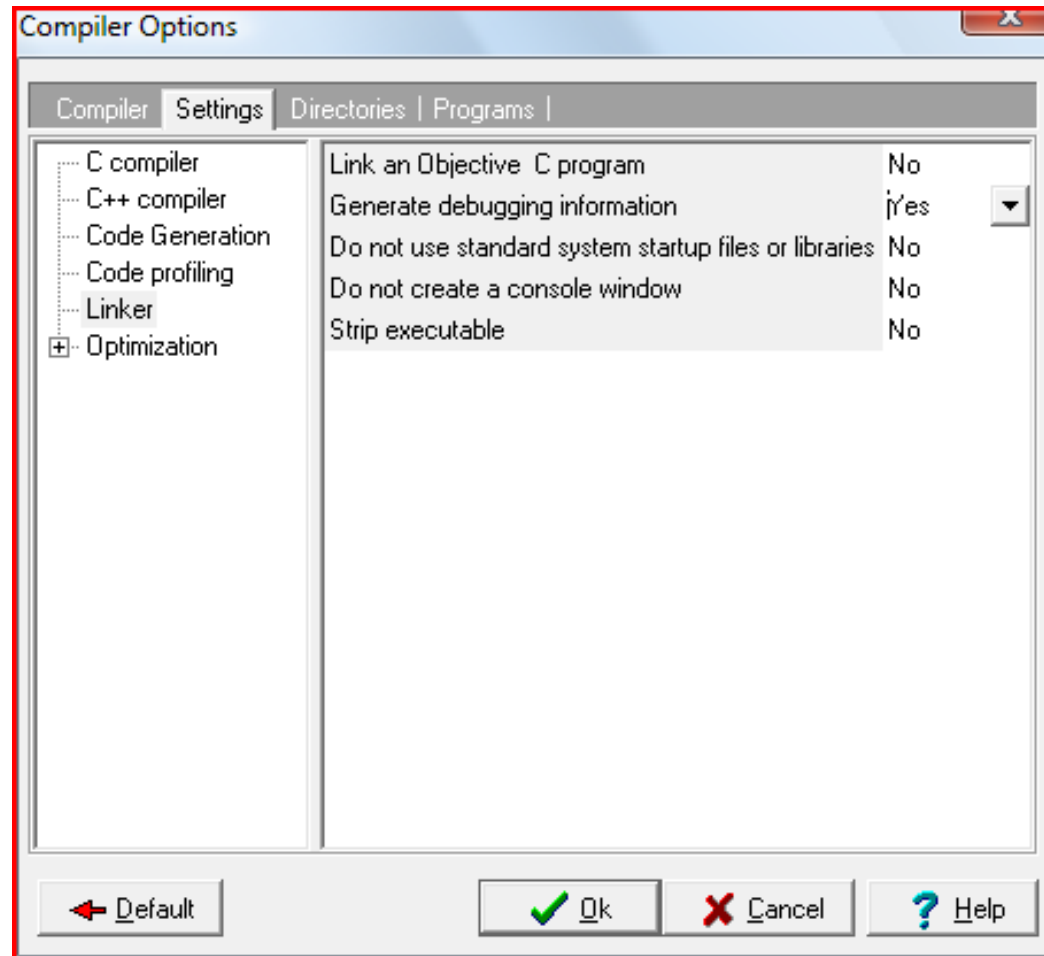 Compiler Options
Compiler Settings Directories | Programs |
C compiler
C++ compiler
Code Generation
Code profiling
Linker
Optimization
Link an Objective C program No
Generate debugging information Yes
Do not use standard system startup files or libraries No
Do not create a console window No
Strip executable No
Default Ok Cancel ? Help